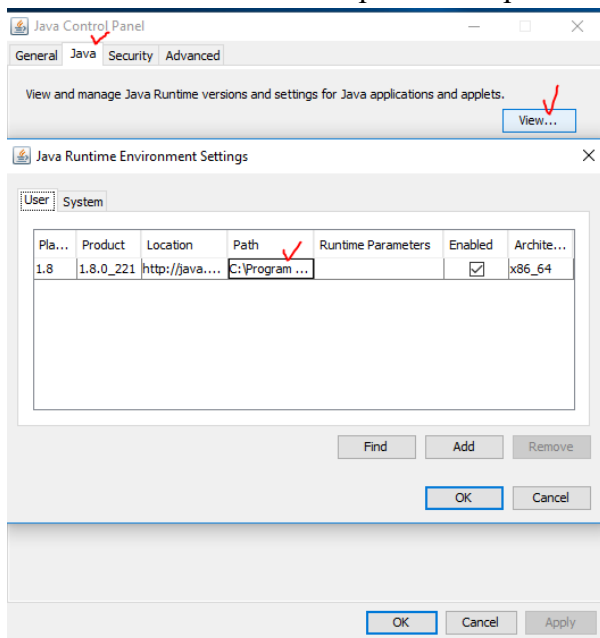 Java Control Panel
General Java Security Advanced
View and manage Java Runtime versions and settings for Java applications and applets.
View...
Java Runtime Environment Settings
User System
Pla... Product Location Path Runtime Parameters Enabled Archite...
1.8 1.8.0_221 http://java.... C:\Program ... x86_64
Find Add Remove
OK Cancel
OK Cancel Apply